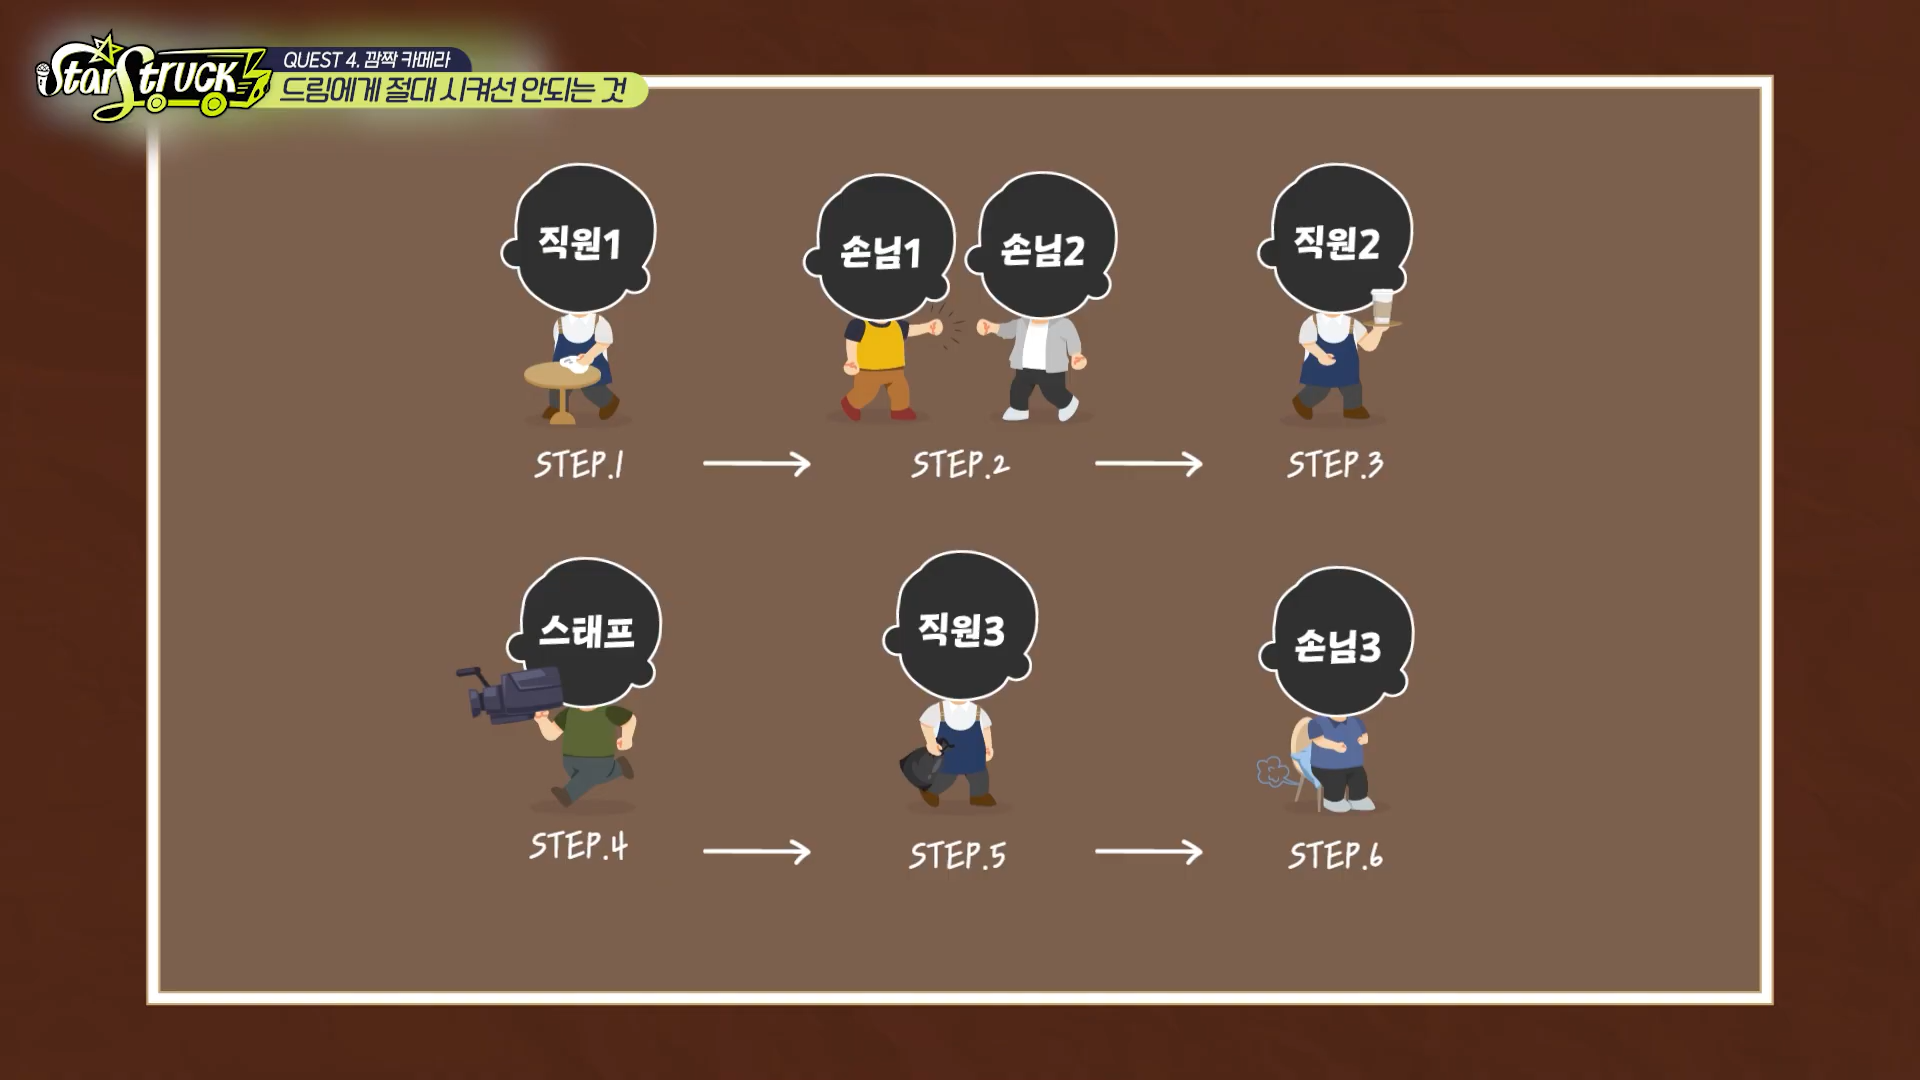 StarStruck
QUEST 4. 깜짝 카메라
드림에게 절대 시켜선 안되는 것
직원1
손님1
손님2
직원2
STEP.1
STEP.2
STEP.3
스태프
직원3
손님3
STEP.4
STEP.5
STEP.6